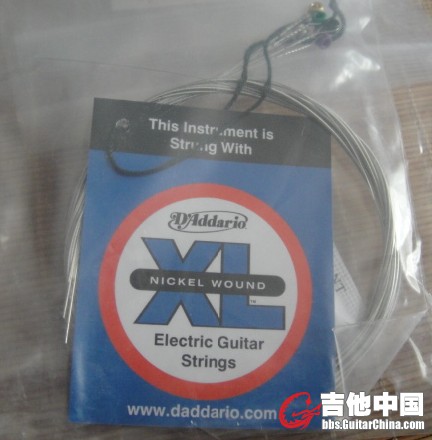 This Instrument is
Strung With
D'Addario
XL
NICKEL WOUND
TM
Electric Guitar
Strings
www.daddario.com
吉他中国
bbs.GuitarChina.com